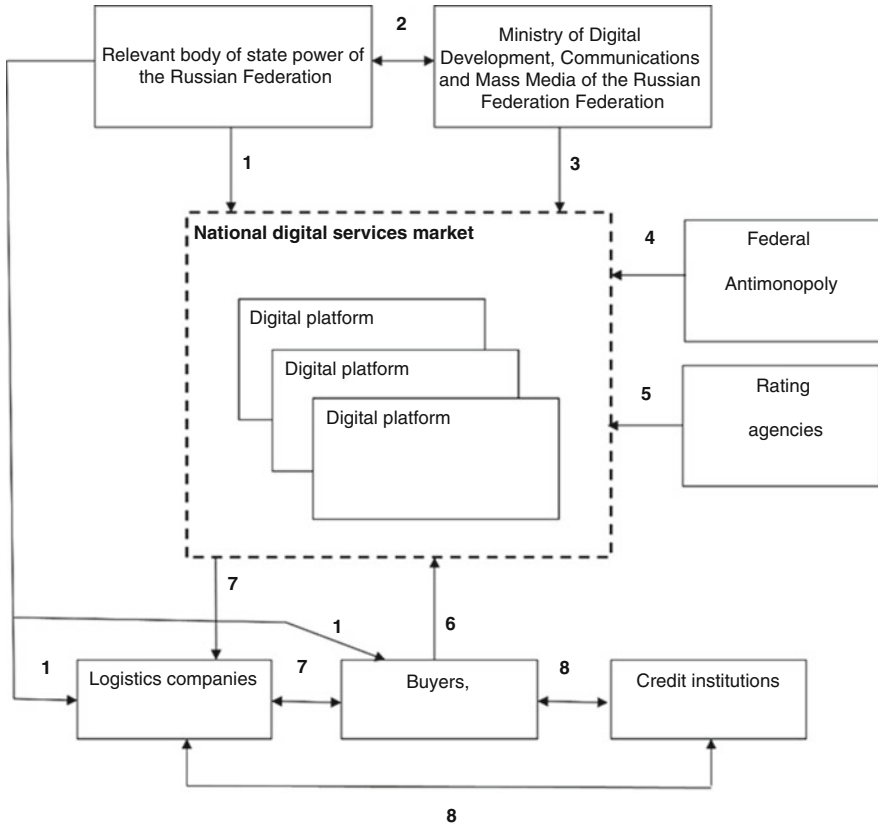 Relevant body of state power of
the Russian Federation
2
Ministry of Digital
Development, Communications
and Mass Media of the Russian
Federation Federation
1
3
National digital services market
4
Federal
Antimonopoly
Digital platform
Digital platform
Digital platform
5
Rating
agencies
7
1
6
1
Logistics companies
7
Buyers,
8
Credit institutions
8